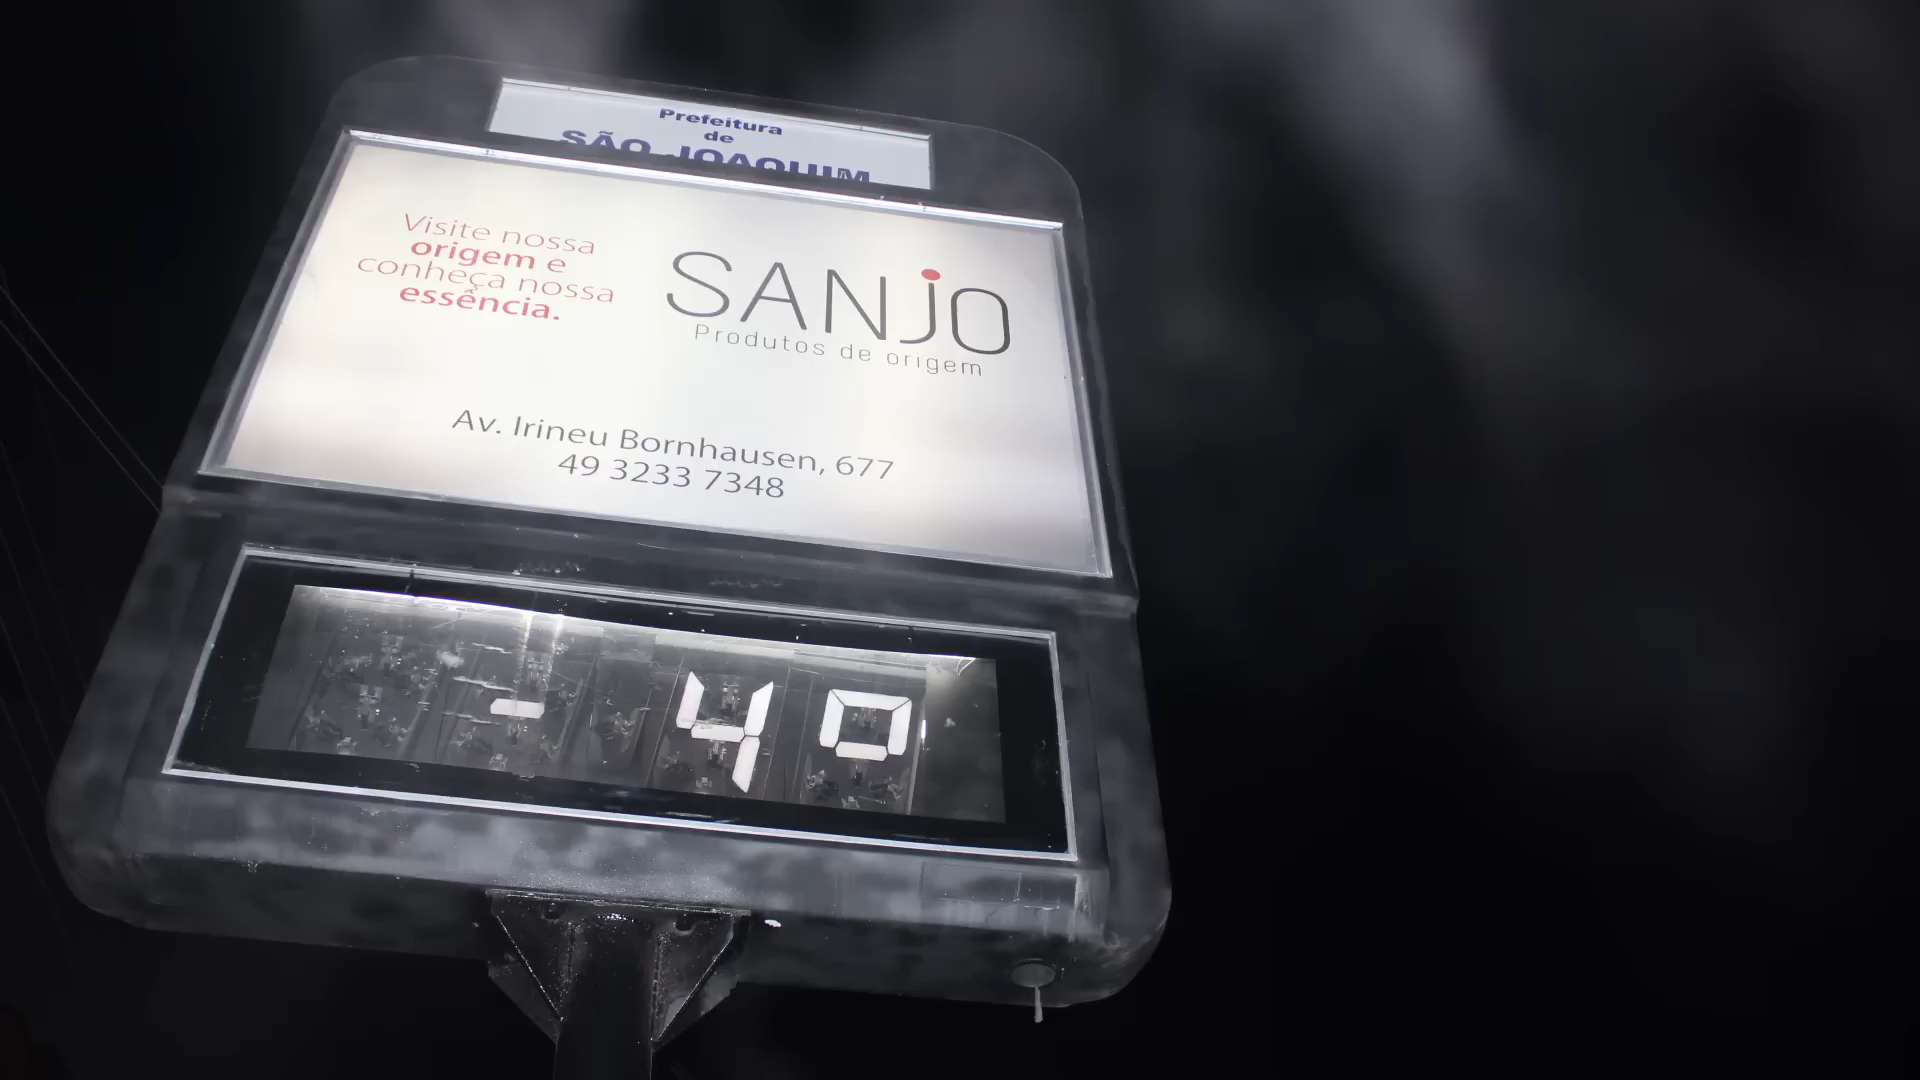 Prefeitura
de
SÃO JOAQUIM
Visite nossa
origem e
conheça nossa
essência.
SANJO
Produtos de origem
Av. Irineu Bornhausen, 677
49 3233 7348
-4°